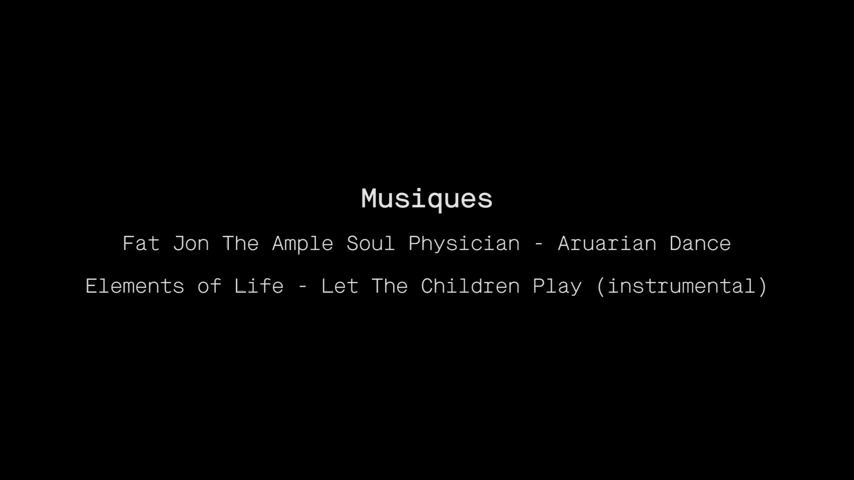 Musiques
Fat Jon The Ample Soul Physician - Aruarian Dance
Elements of Life - Let The Children Play (instrumental)